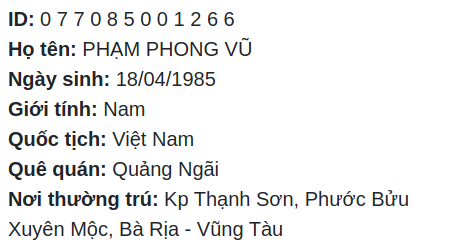 ID: 0 7 7 0 8 5 0 0 1 2 6 6
Họ tên: PHẠM PHONG VŨ
Ngày sinh: 18/04/1985
Giới tính: Nam
Quốc tịch: Việt Nam
Quê quán: Quảng Ngãi
Nơi thường trú: Kp Thạnh Sơn, Phước Bửu
Xuyên Mộc, Bà Rịa - Vũng Tàu